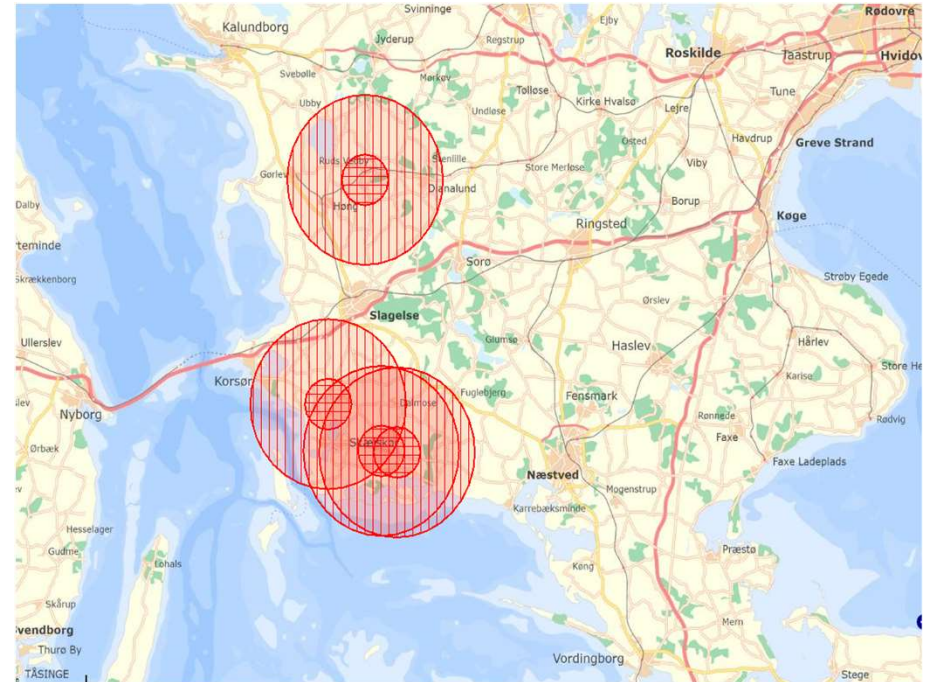 Svinninge
Rødovre
Kalundborg
Ejby
Jyderup
Regstrup
Roskilde
Taastrup
Hvidov
Svebølle
Mørkøv
Tølløse
Tune
Ubby
Undløse
Kirke Hvalsø
Lejre
Osted
Havdrup
Greve Strand
Ruds Vedby
Stenlille
Store Merløse
Viby
Gørlev
Dianalund
Dalby
Høng
Borup
Køge
Ringsted
rteminde
Sorø
Skrækkenborg
Strøby Egede
Ørslev
Slagelse
Ullerslev
Glumsø
Haslev
Hårlev
Store He
Korsør
Karise
Fuglebjerg
Fensmark
slev
Dalmose
Nyborg
Rønnede
Rødvig
Skælskør
Faxe
Ørbæk
Faxe Ladeplads
Næstved
Mogenstrup
Karrebæksminde
Hesselager
Gudme
Præstø
Lohals
Køng
Skårup
Mern
vendborg
Thurø By
Vordingborg
TÅSINGE
Stege